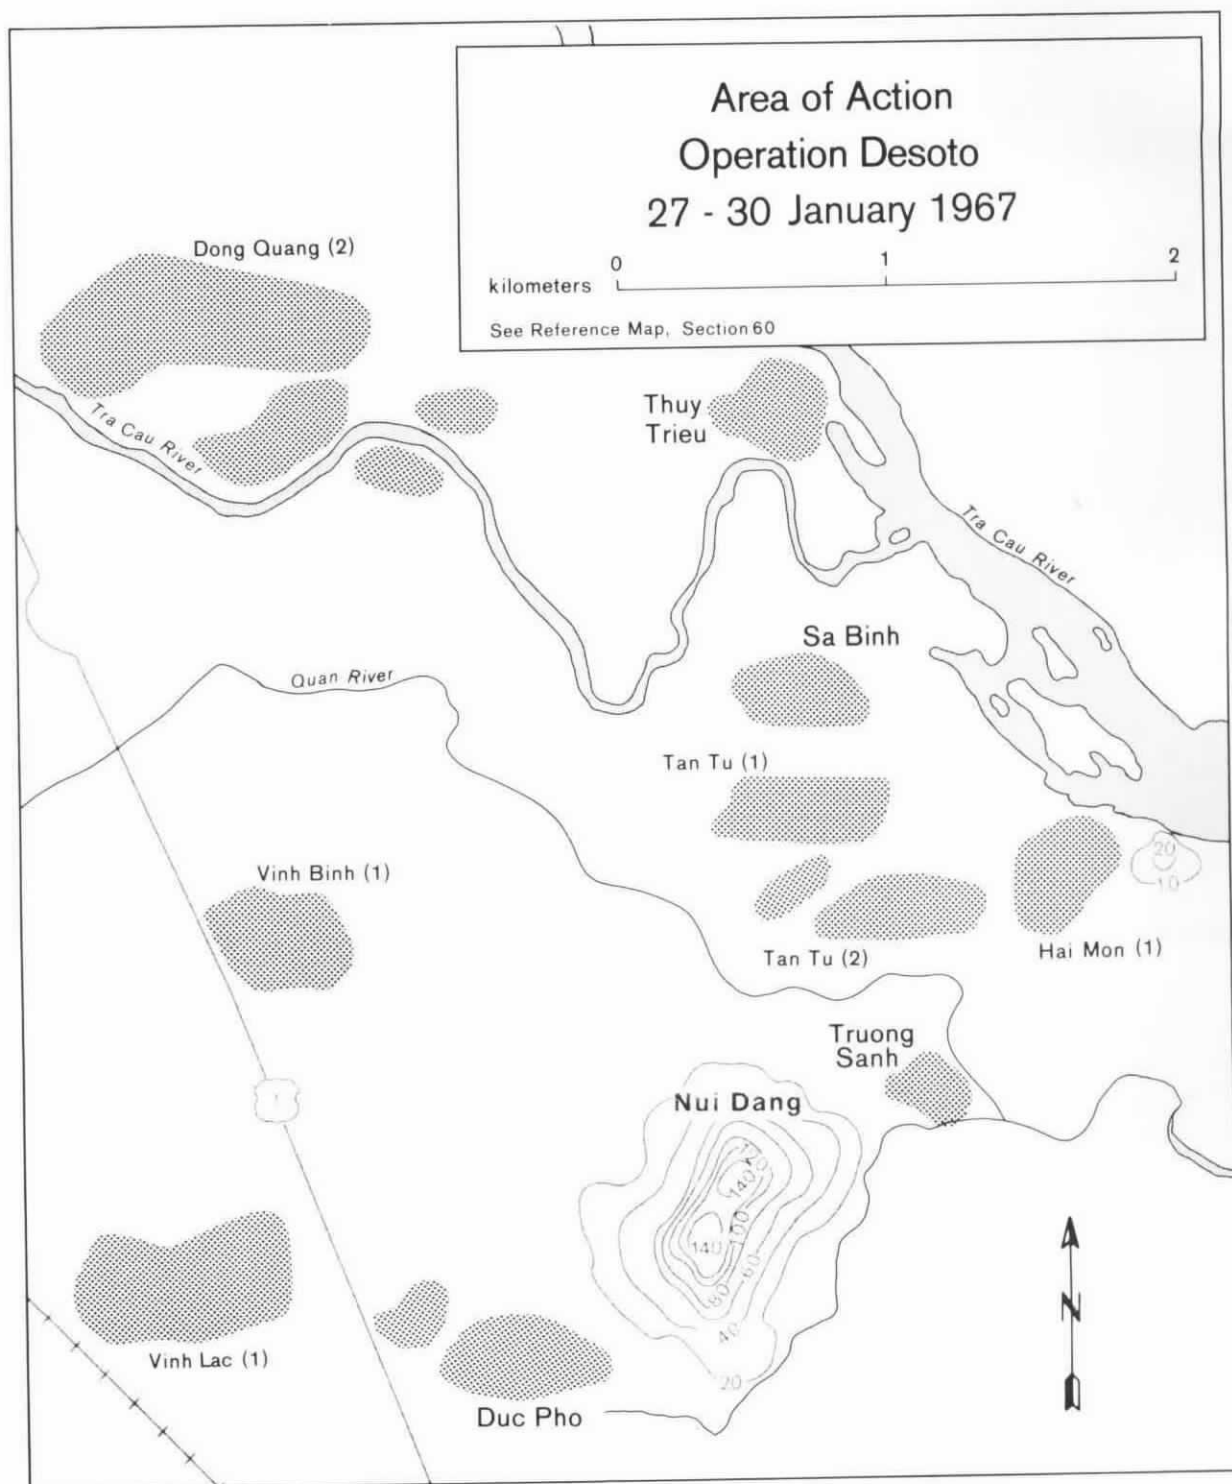 Area of Action
Operation Desoto
27 - 30 January 1967
0 1 2
kilometers
See Reference Map, Section 60
Dong Quang (2)
Thuy
Trieu
Tra Cau River
Tra Cau River
Sa Binh
Quan River
Tan Tu (1)
20
10
Vinh Binh (1)
Tan Tu (2)
Hai Mon (1)
Truong
Sanh
1
Nui Dang
120
140
100
140
60
80
40
20
N
Vinh Lac (1)
Duc Pho